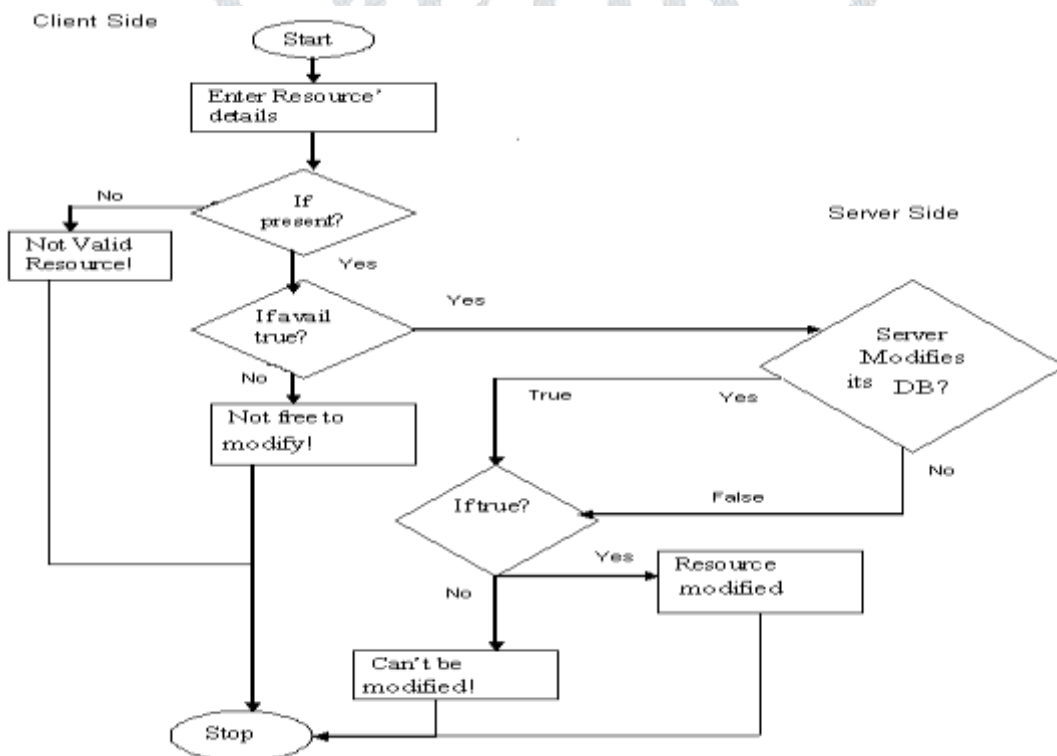 Client Side
Start
Enter Resource'
details
No
If
present?
Server Side
Not Valid
Resource!
Yes
If avail
true?
Yes
Server
Modifies
its DB?
No
True
Yes
Not free to
modify!
No
If true?
False
Yes
Resource
modified
No
Can't be
modified!
Stop